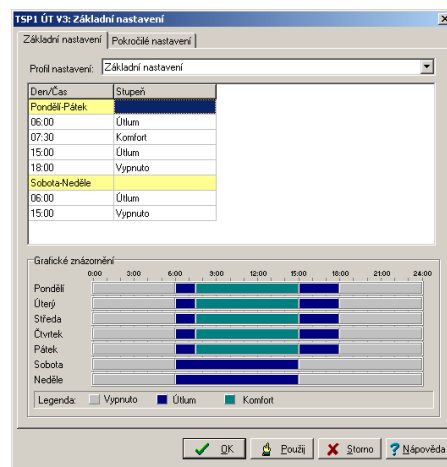 TSP1 ÚT V3: Základní nastavení
Základní nastavení Pokročilé nastavení
Profil nastavení: Základní nastavení
Den/Čas Stupeň
Pondělí-Pátek
06:00 Útlum
07:30 Komfort
15:00 Útlum
18:00 Vypnuto
Sobota-Neděle
06:00 Útlum
15:00 Vypnuto
Grafické znázornění
0:00 3:00 6:00 9:00 12:00 15:00 18:00 21:00 24:00
Pondělí
Úterý
Středa
Čtvrtek
Pátek
Sobota
Neděle
Legenda: Vypnuto Útlum Komfort
OK Použij Storno Nápověda